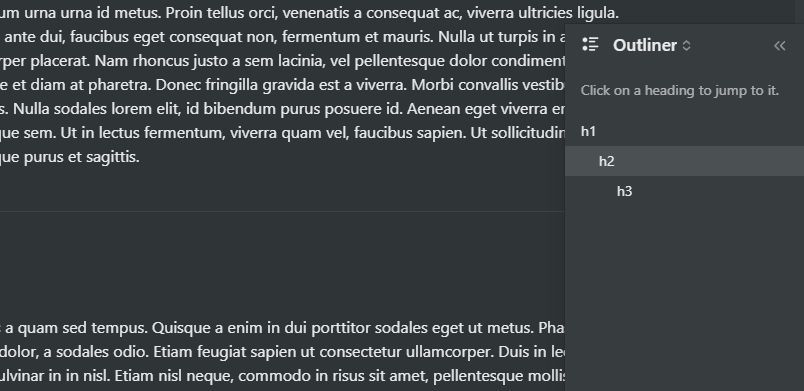 um urna urna id metus. Proin tellus orci, venenatis a consequat ac, viverra ultricies ligula.
ante dui, faucibus eget consequat non, fermentum et mauris. Nulla ut turpis in a
rper placerat. Nam rhoncus justo a sem lacinia, vel pellentesque dolor condiment
e et diam at pharetra. Donec fringilla gravida est a viverra. Morbi convallis vestib
s. Nulla sodales lorem elit, id bibendum purus posuere id. Aenean eget viverra er
que sem. Ut in lectus fermentum, viverra quam vel, faucibus sapien. Ut sollicitudin
que purus et sagittis.
s a quam sed tempus. Quisque a enim in dui porttitor sodales eget ut metus. Pha
dolor, a sodales odio. Etiam feugiat sapien ut consectetur ullamcorper. Duis in le
ulvinar in in nisl. Etiam nisl neque, commodo in risus sit amet, pellentesque mollis
Outliner
Click on a heading to jump to it.
h1
h2
h3